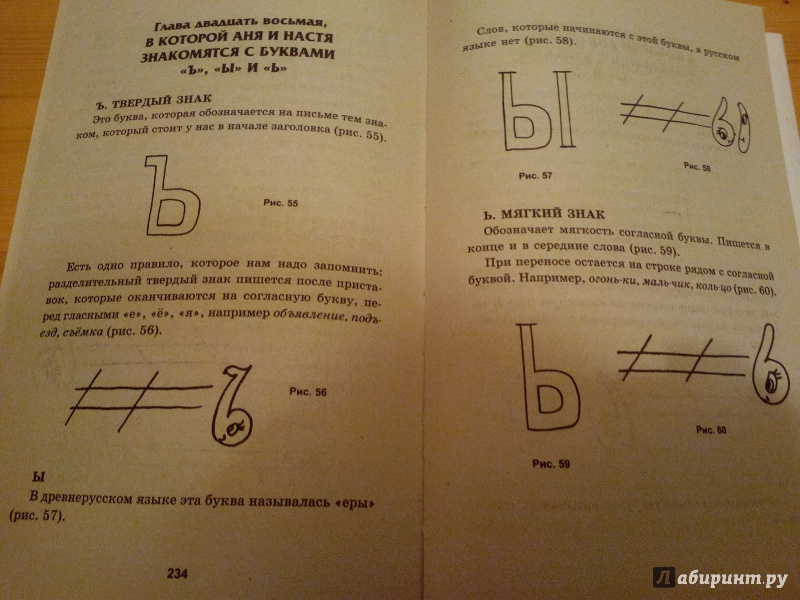 Глава двадцать восьмая,
В КОТОРОЙ АНЯ И НАСТЯ
ЗНАКОМЯТСЯ С БУКВАМИ
«Ъ», «Ы» И «Ь»
Ъ. ТВЕРДЫЙ ЗНАК
Это буква, которая обозначается на письме тем зна-
ком, который стоит у нас в начале заголовка (рис. 55).
Ъ
Рис. 55
Есть одно правило, которое нам надо запомнить:
разделительный твердый знак пишется после приста-
вок, которые оканчиваются на согласную букву, пе-
ред гласными «е», «ё», «я», например объявление, подъ-
езд, съёмка (рис. 56).
ъ
Рис. 56
Ы
В древнерусском языке эта буква называлась «еры»
(рис. 57).
234
Слов, которые начинаются с этой буквы, в русском
языке нет (рис. 58).
Ы
ы
Рис. 57
Рис. 58
Ь. МЯГКИЙ ЗНАК
Обозначает мягкость согласной буквы. Пишется в
конце и в середине слова (рис. 59).
При переносе остается на строке рядом с согласной
буквой. Например, огонь-ки, маль-чик, коль-цо (рис. 60).
Ь
ь
Рис. 59
Рис. 60
Лабиринт.ру